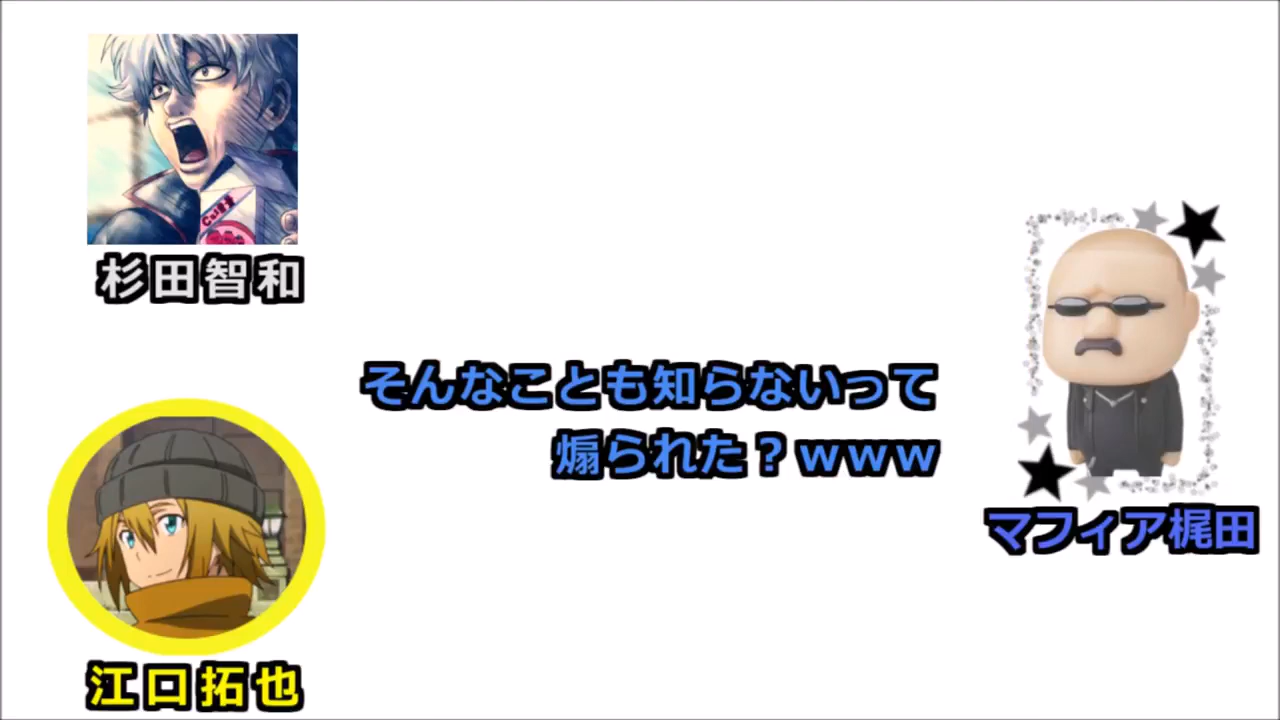 杉田智和
そんなことも知らないって
煽られた？ｗｗｗ
マフィア梶田
江口拓也